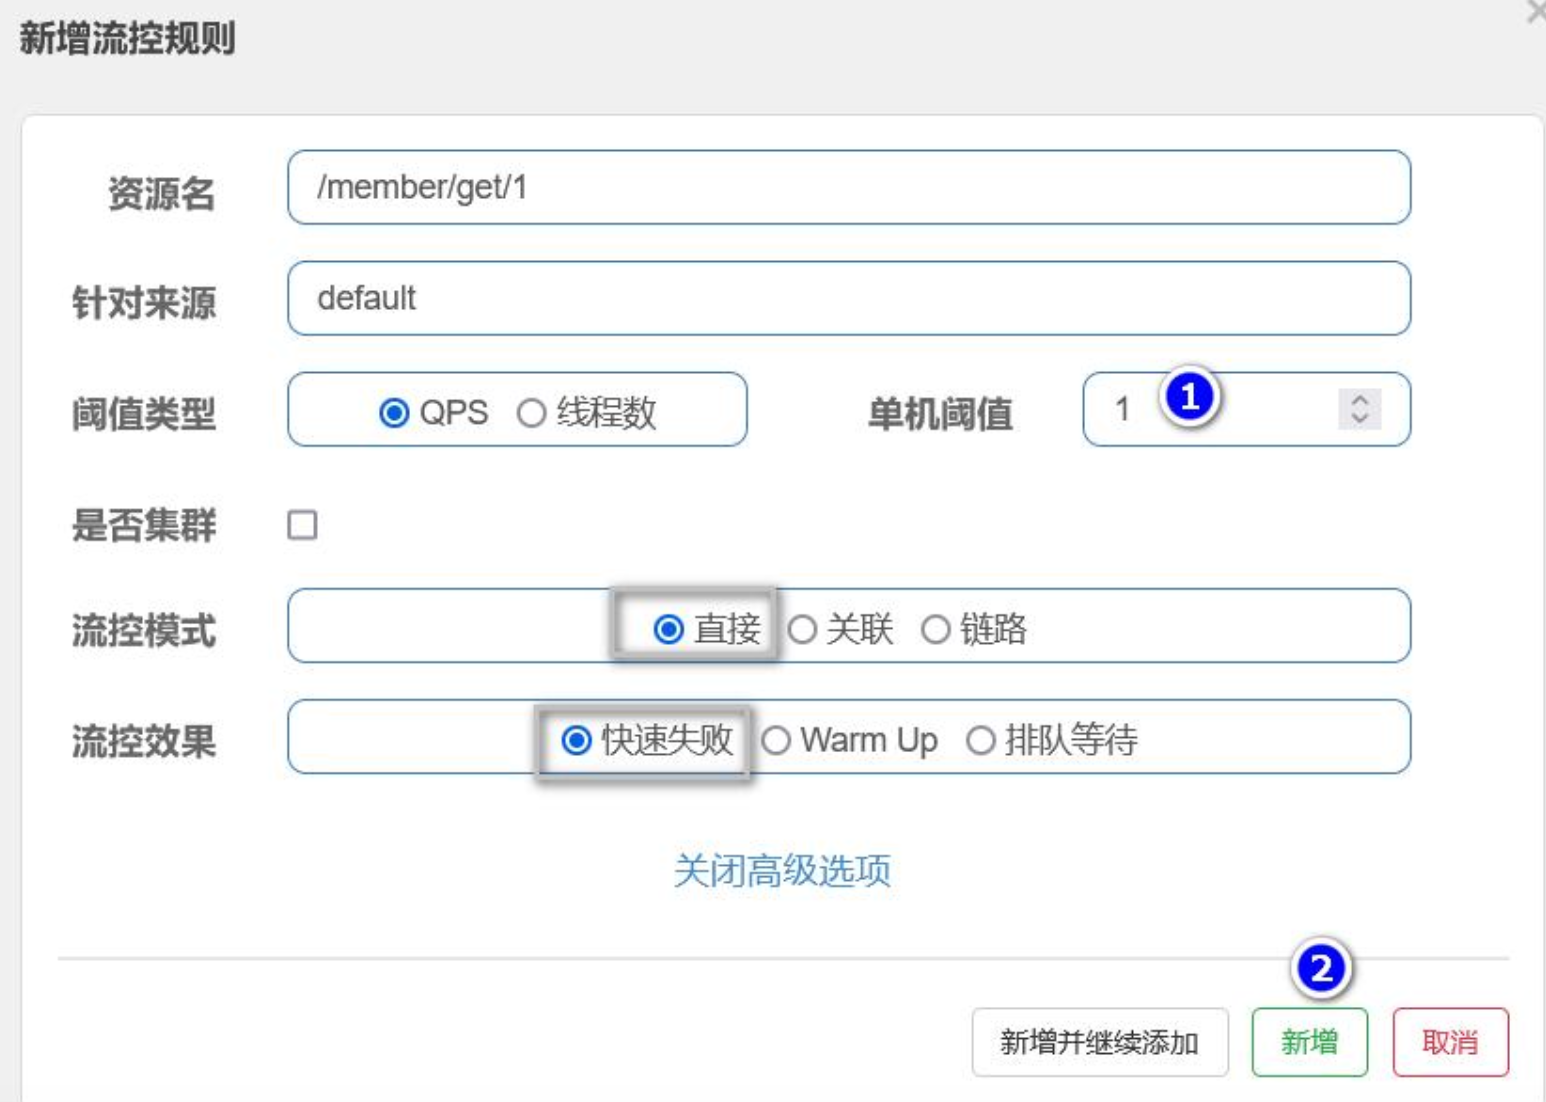 新增流控规则
×
资源名 /member/get/1
针对来源 default
阈值类型 QPS 线程数 单机阈值 1 1
是否集群
流控模式 直接 关联 链路
流控效果 快速失败 Warm Up 排队等待
关闭高级选项
2
新增并继续添加 新增 取消